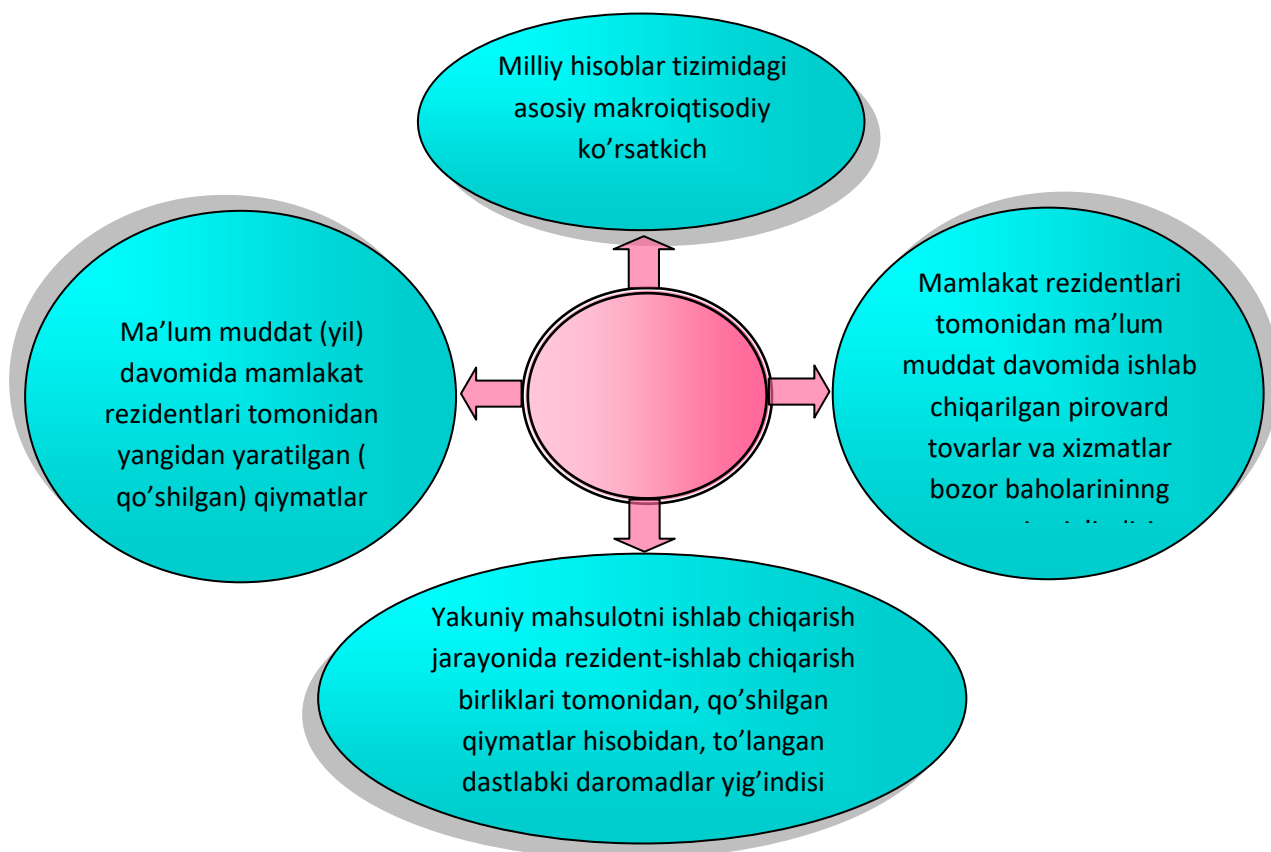 Milliy hisoblar tizimidagi
asosiy makroiqtisodiy
ko’rsatkich
Ma’lum muddat (yil)
davomida mamlakat
rezidentlari tomonidan
yangidan yaratilgan (
qo’shilgan) qiymatlar
Mamlakat rezidentlari
tomonidan ma’lum
muddat davomida ishlab
chiqarilgan pirovard
tovarlar va xizmatlar
bozor baholarininng
Yakuniy mahsulotni ishlab chiqarish
jarayonida rezident-ishlab chiqarish
birliklari tomonidan, qo’shilgan
qiymatlar hisobidan, to’langan
dastlabki daromadlar yig’indisi